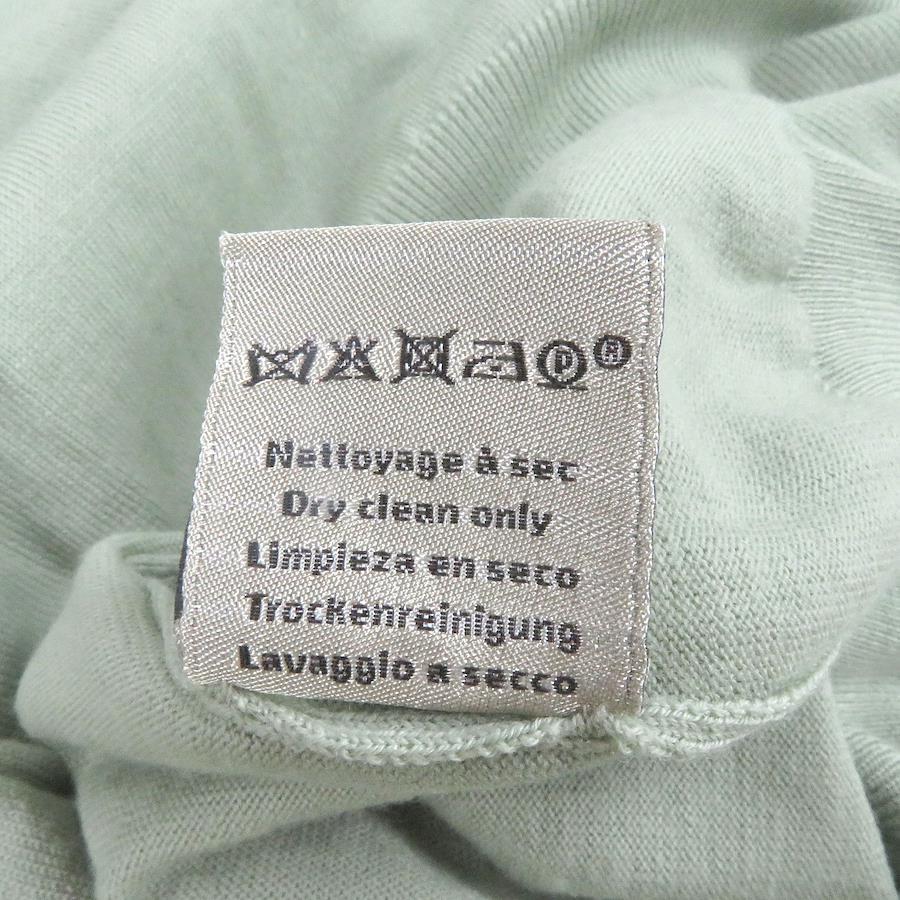 P ®
Nettoyage à sec
Dry clean only
Limpieza en seco
Trockenreinigung
Lavaggio a secco